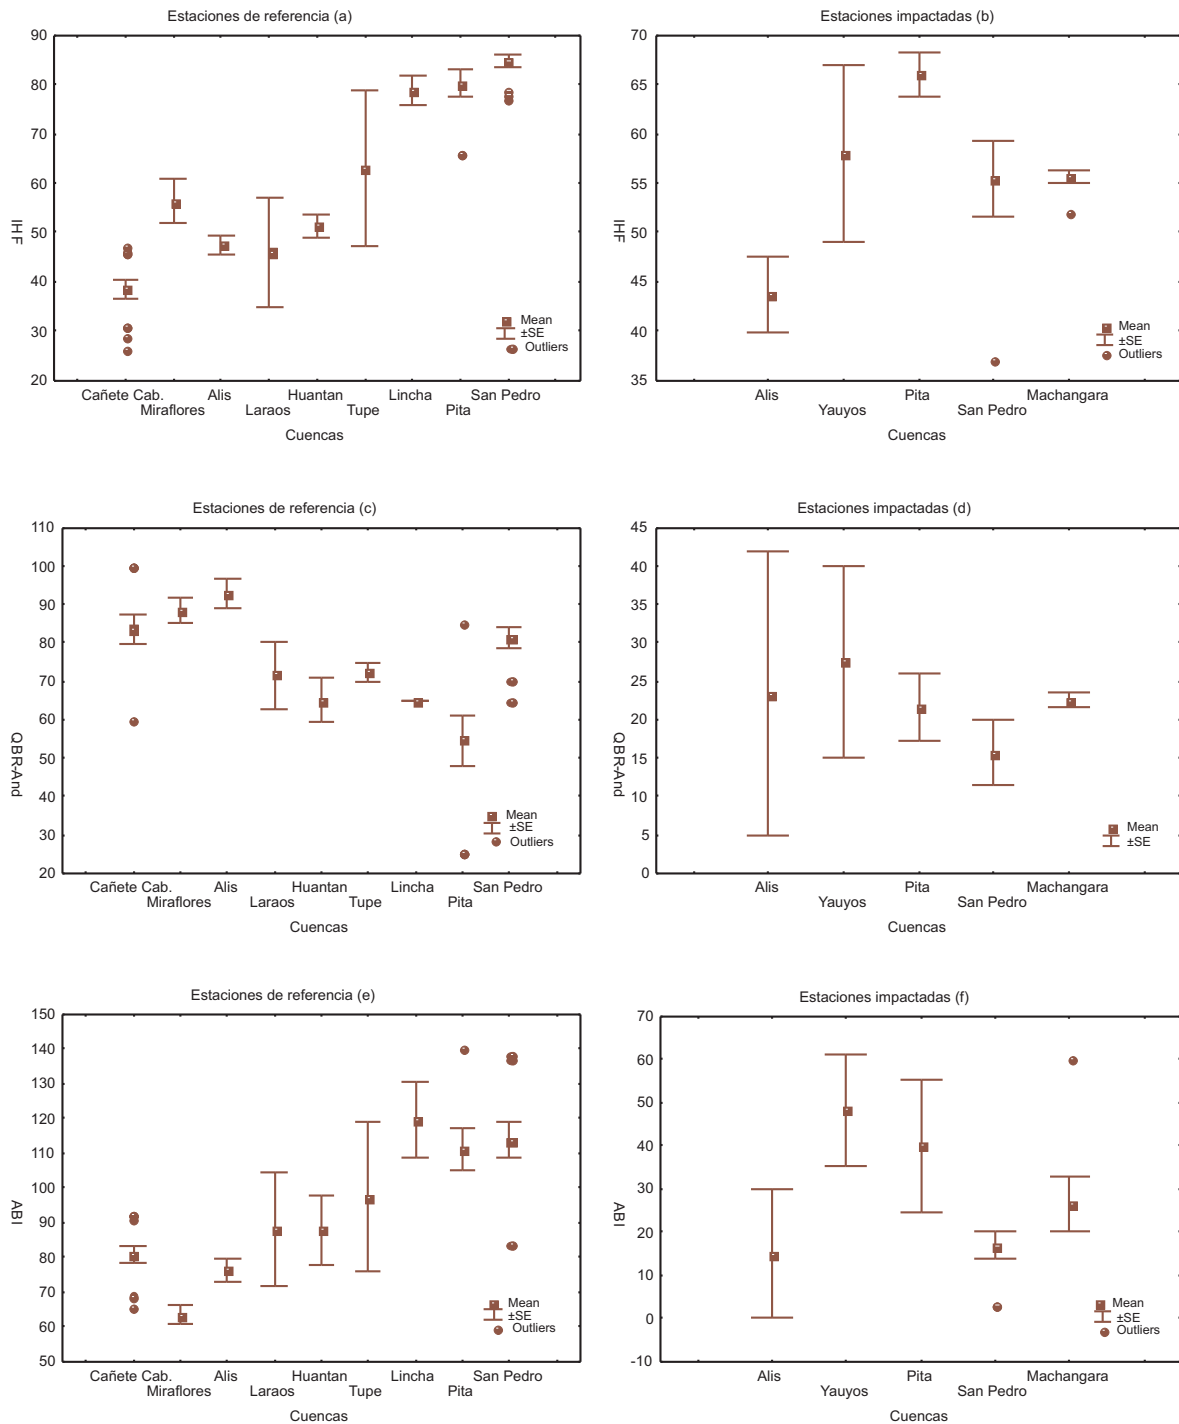 Estaciones de referencia (a)
90
80
70
60
50
40
30
20
IHF
Mean
±SE
Outliers
Cañete Cab. Alis Huantan Lincha San Pedro
Miraflores Laraos Tupe Pita
Cuencas
Estaciones impactadas (b)
70
65
60
55
50
45
40
35
IHF
Mean
±SE
Outliers
Alis Pita Machangara
Yauyos San Pedro
Cuencas
Estaciones de referencia (c)
110
100
90
80
70
60
50
40
30
20
QBR-And
Mean
±SE
Outliers
Cañete Cab. Alis Huantan Lincha San Pedro
Miraflores Laraos Tupe Pita
Cuencas
Estaciones impactadas (d)
45
40
35
30
25
20
15
10
5
0
QBR-And
Mean
±SE
Alis Pita Machangara
Yauyos San Pedro
Cuencas
Estaciones de referencia (e)
150
140
130
120
110
100
90
80
70
60
50
ABI
Mean
±SE
Outliers
Cañete Cab. Alis Huantan Lincha San Pedro
Miraflores Laraos Tupe Pita
Cuencas
Estaciones impactadas (f)
70
60
50
40
30
20
10
0
-10
ABI
Mean
±SE
Outliers
Alis Pita Machangara
Yauyos San Pedro
Cuencas